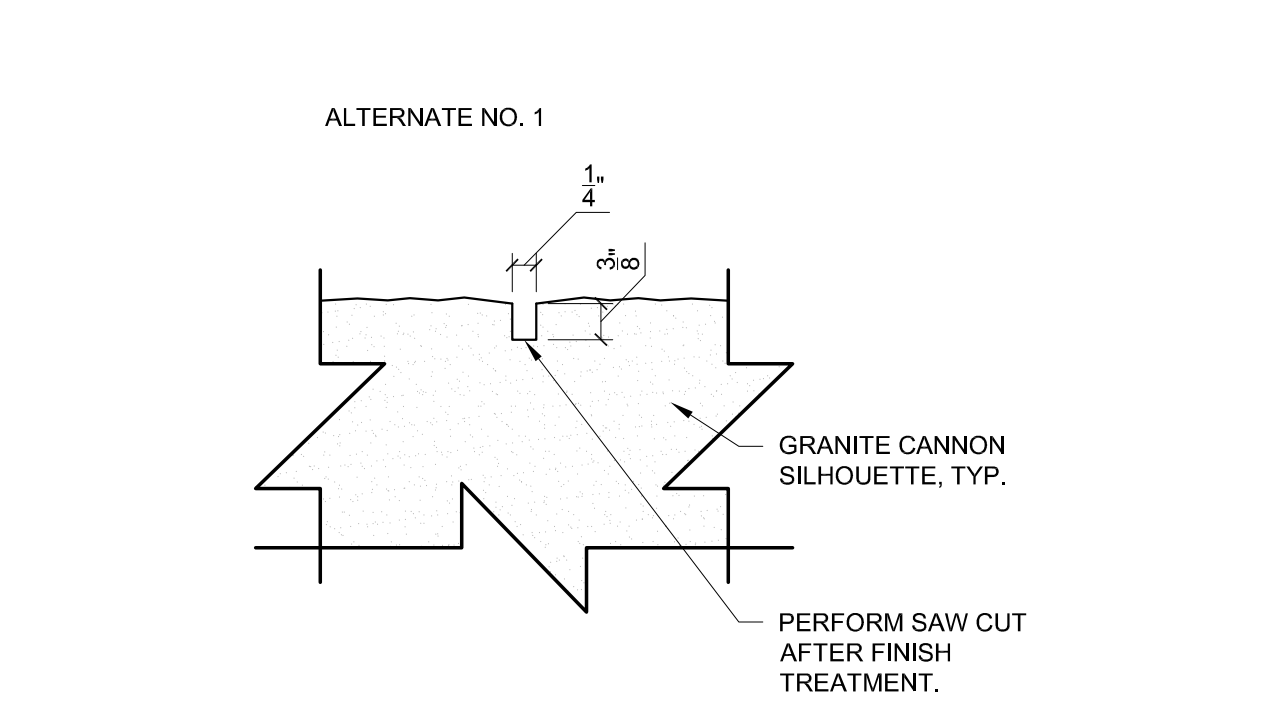 ALTERNATE NO. 1
1/4"
3/8"
GRANITE CANNON
SILHOUETTE, TYP.
PERFORM SAW CUT
AFTER FINISH
TREATMENT.